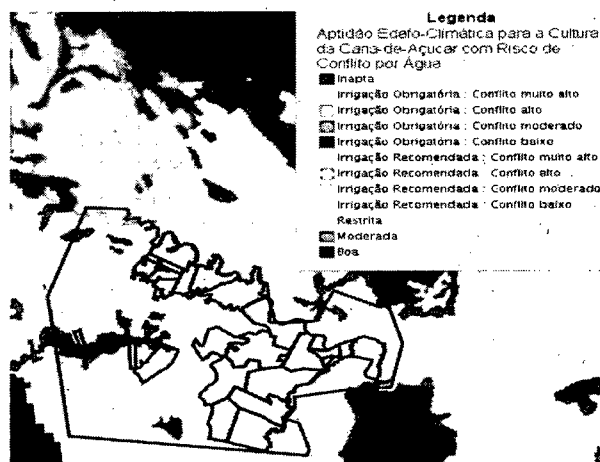 Legenda
Aptidão Edafo-Climática para a Cultura
da Cana-de-Açucar com Risco de
Conflito por Água
Inapta
Irrigação Obrigatória : Conflito muito alto
Irrigação Obrigatória : Conflito alto
Irrigação Obrigatória : Conflito moderado
Irrigação Obrigatória : Conflito baixo
Irrigação Recomendada : Conflito muito alto
Irrigação Recomendada : Conflito alto
Irrigação Recomendada : Conflito moderado
Irrigação Recomendada : Conflito baixo
Restrita
Moderada
Boa